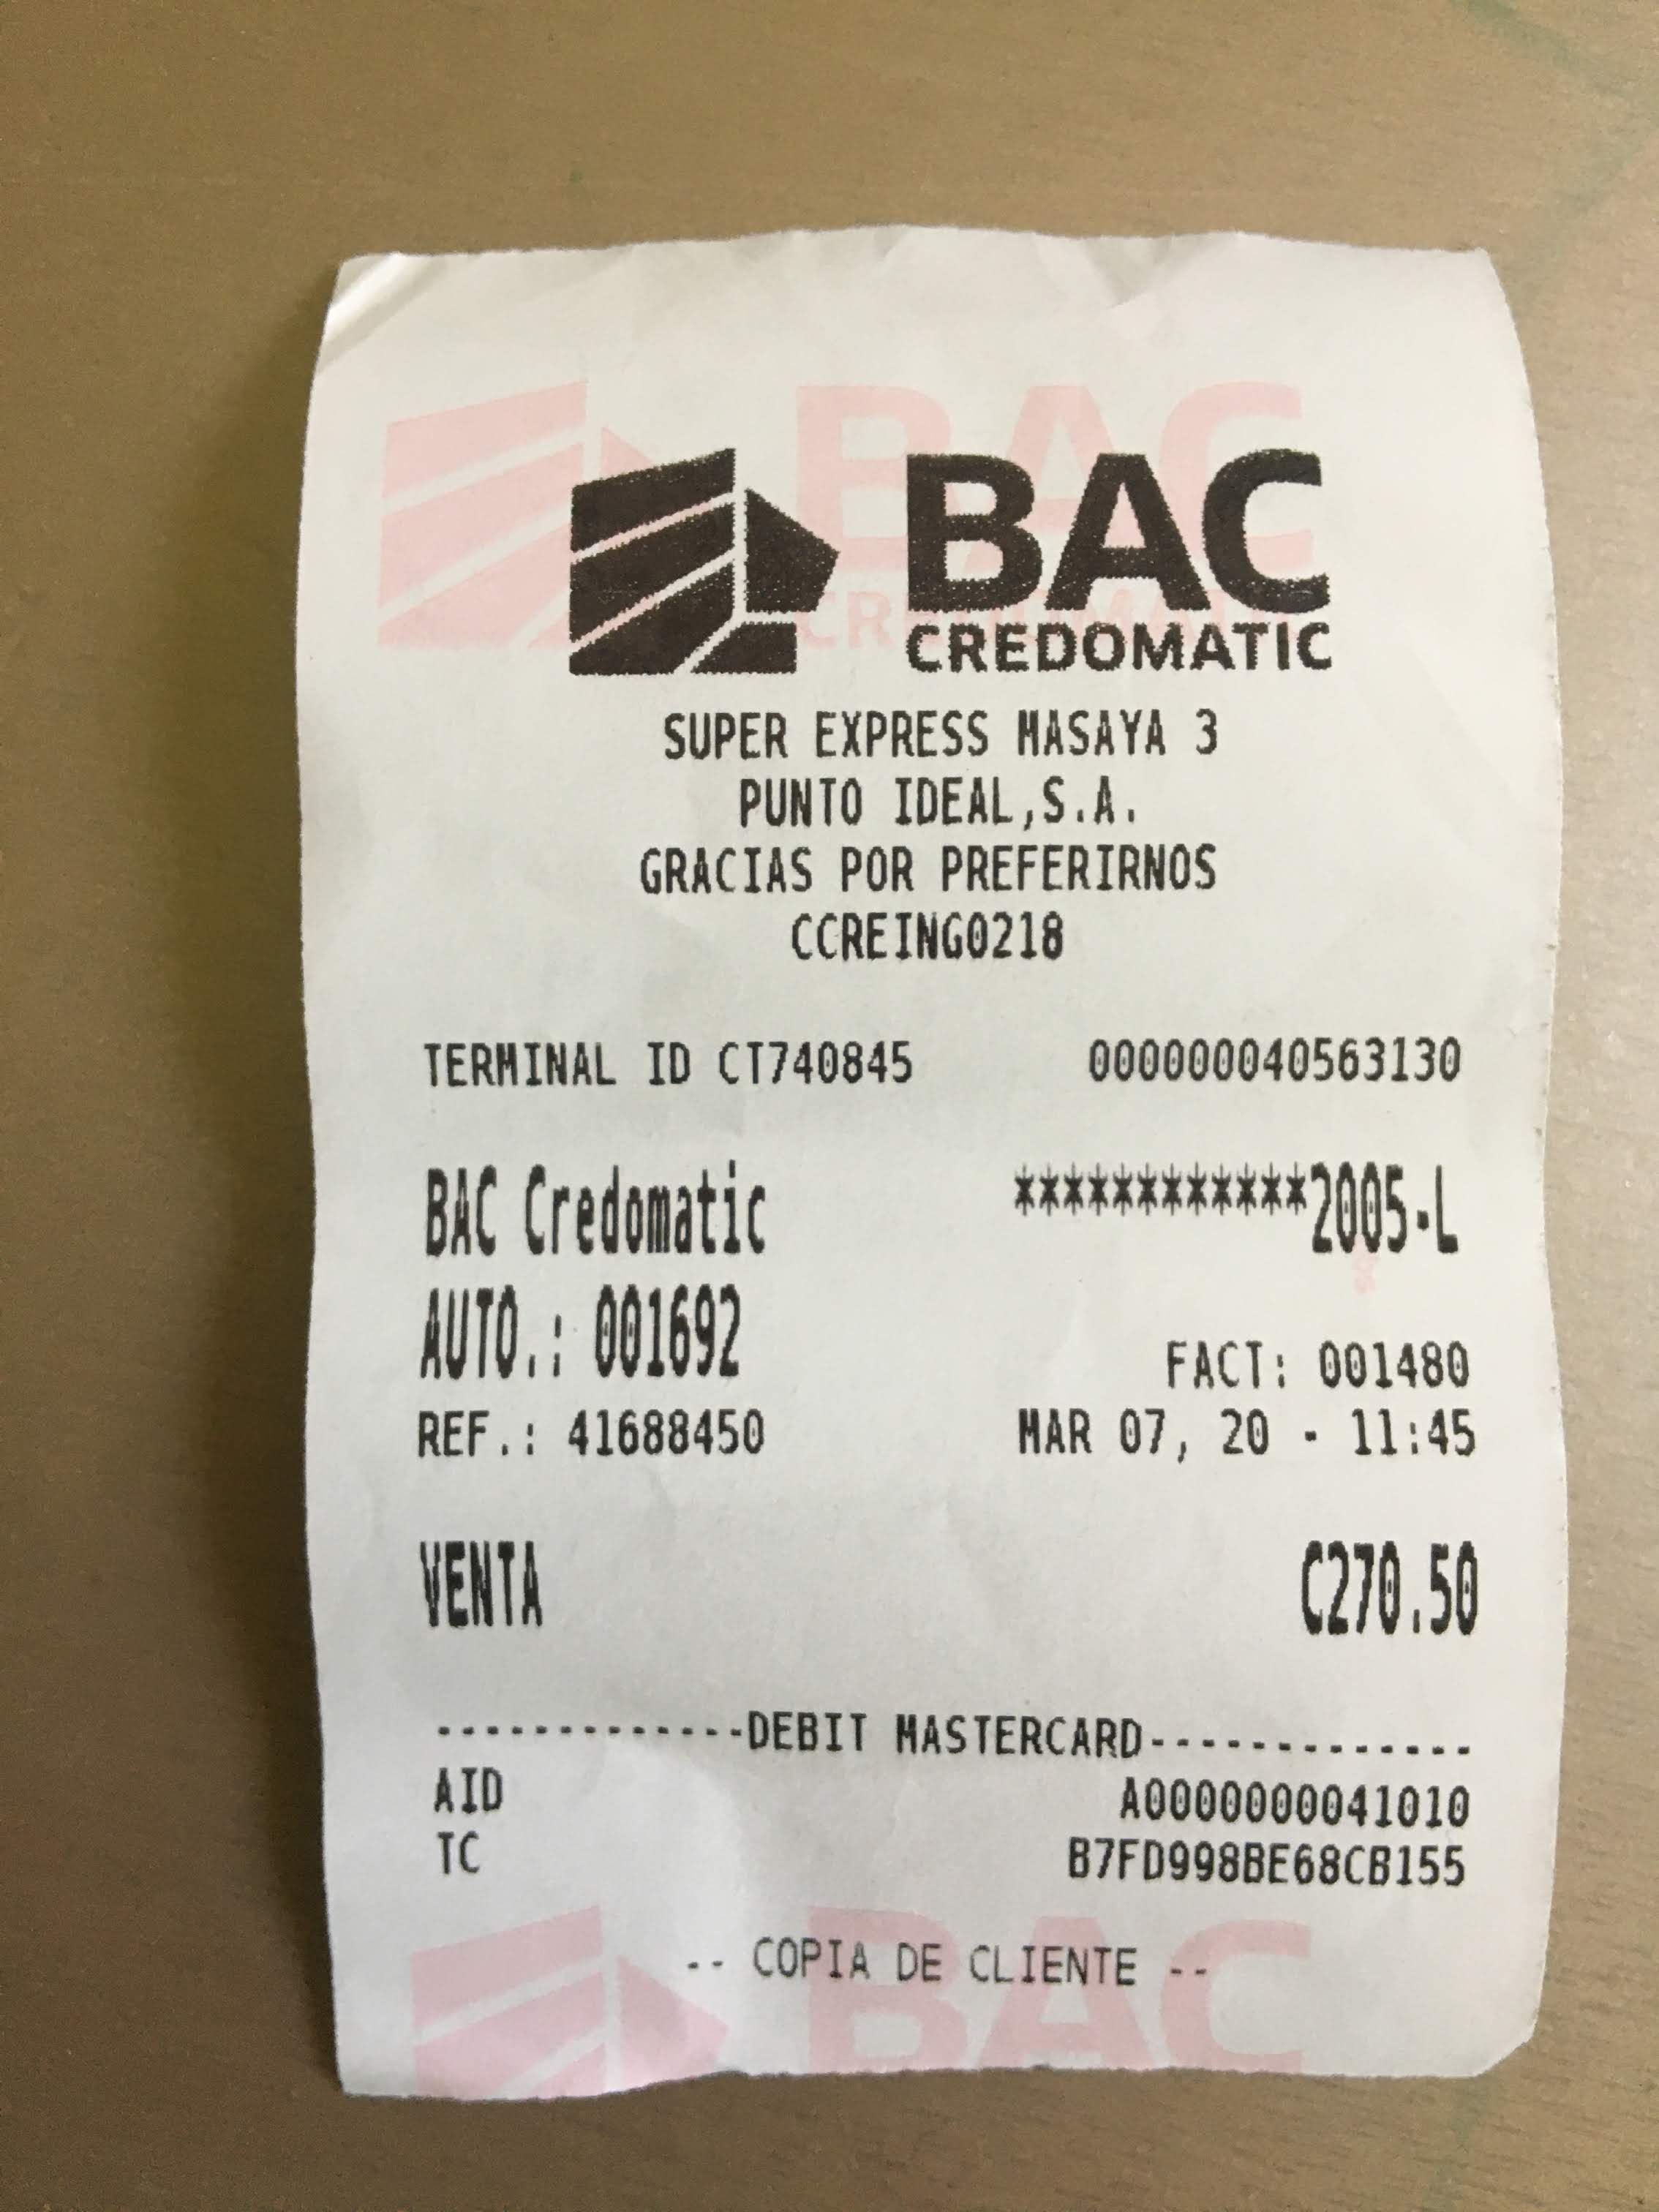 BAC
CREDOMATIC
SUPER EXPRESS MASAYA 3
PUNTO IDEAL,S.A.
GRACIAS POR PREFERIRNOS
CCREING0218
TERMINAL ID CT740845 000000040563130
BAC Credomatic ************2005-L
AUTO.: 001692
FACT: 001480
REF.: 41688450 MAR 07, 20 - 11:45
VENTA C270.50
-------------DEBIT MASTERCARD-------------
AID A0000000041010
TC B7FD998BE68CB155
-- COPIA DE CLIENTE --
BAC